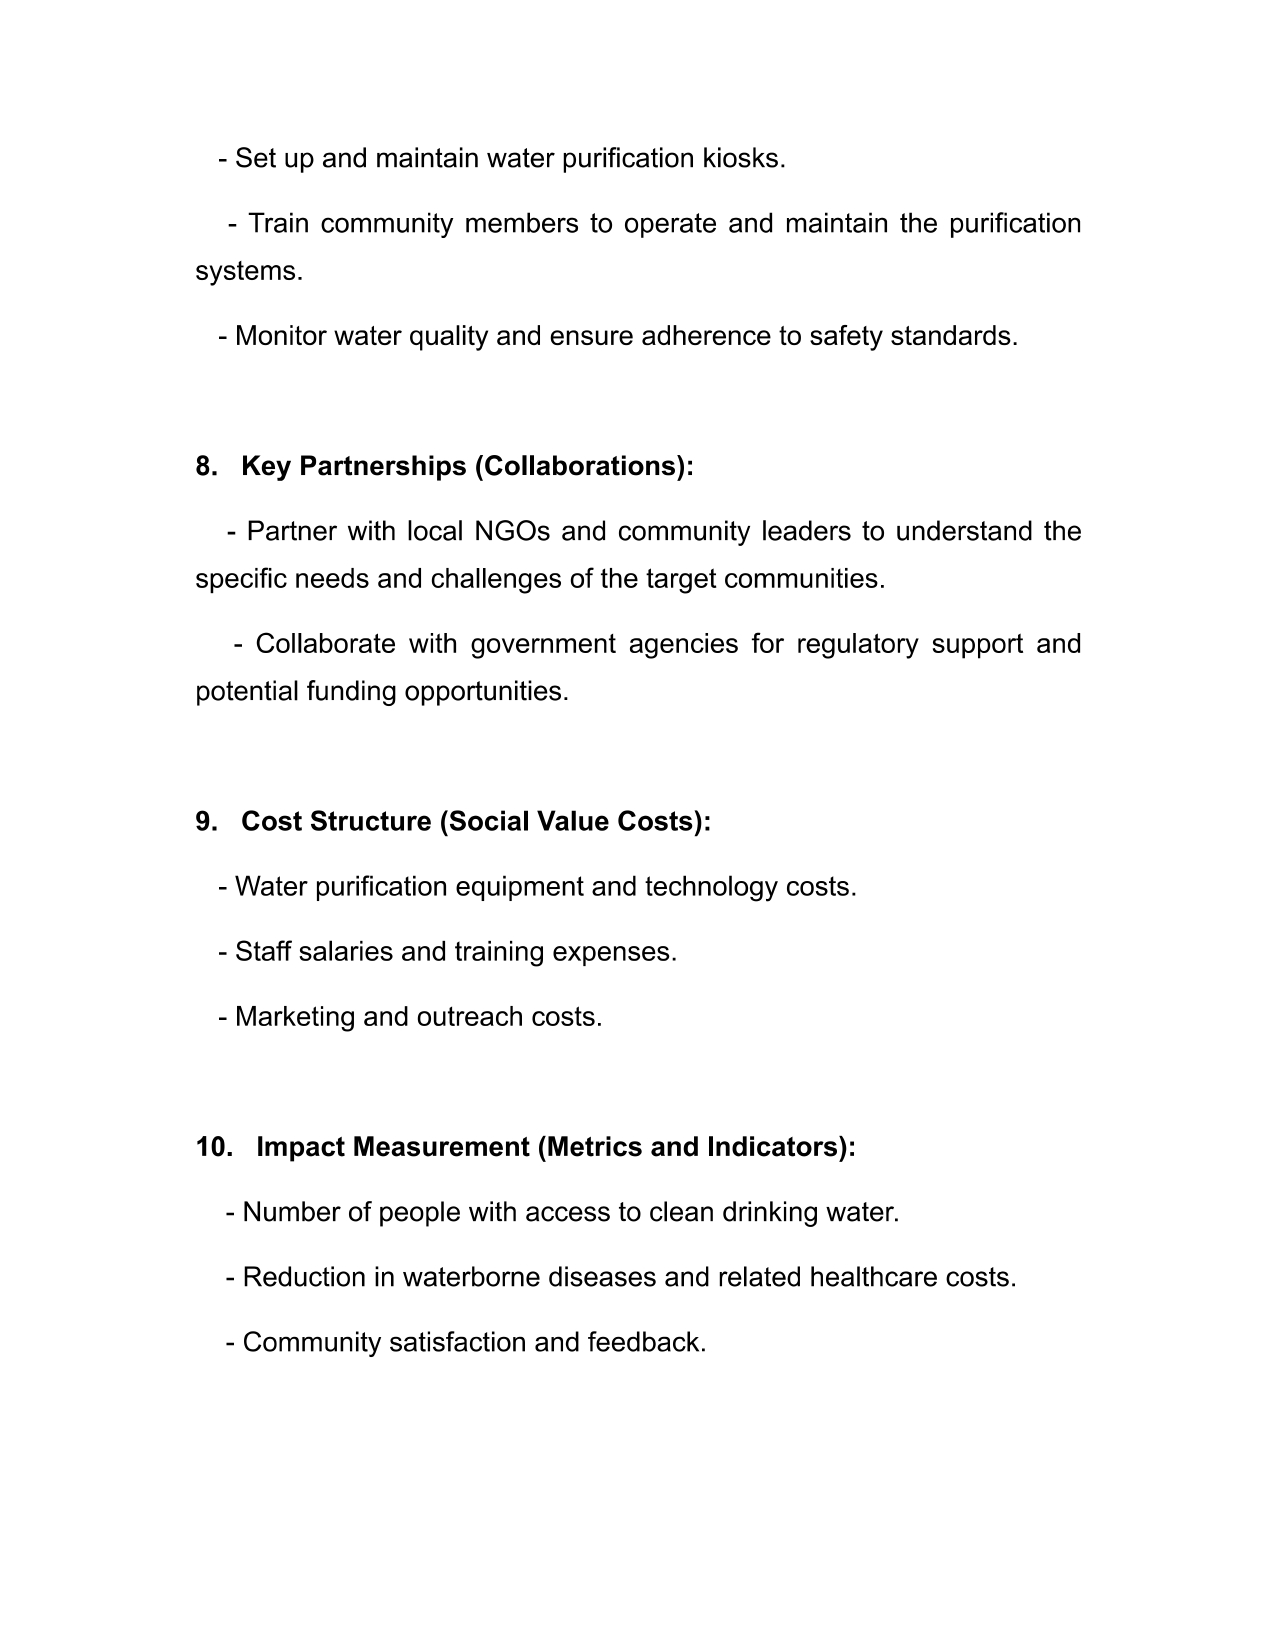 - Set up and maintain water purification kiosks.
- Train community members to operate and maintain the purification
systems.
- Monitor water quality and ensure adherence to safety standards.
8. Key Partnerships (Collaborations):
- Partner with local NGOs and community leaders to understand the
specific needs and challenges of the target communities.
- Collaborate with government agencies for regulatory support and
potential funding opportunities.
9. Cost Structure (Social Value Costs):
- Water purification equipment and technology costs.
- Staff salaries and training expenses.
- Marketing and outreach costs.
10. Impact Measurement (Metrics and Indicators):
- Number of people with access to clean drinking water.
- Reduction in waterborne diseases and related healthcare costs.
- Community satisfaction and feedback.